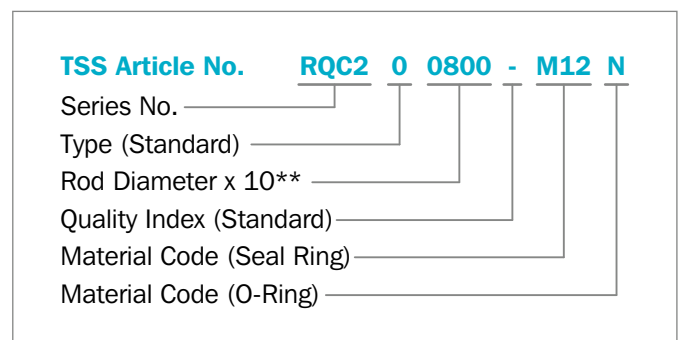 TSS Article No. RQC2 0 0800 - M12 N
Series No.
Type (Standard)
Rod Diameter x 10**
Quality Index (Standard)
Material Code (Seal Ring)
Material Code (O-Ring)